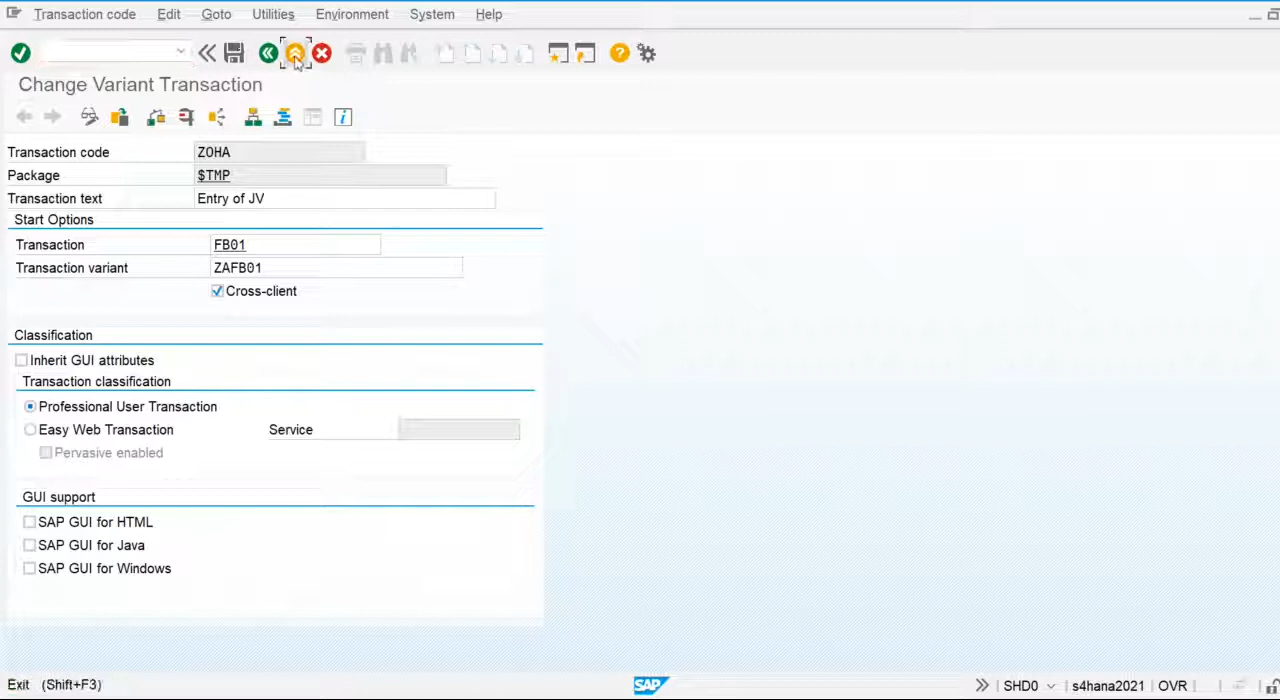 Transaction code Edit Goto Utilities Environment System Help
Change Variant Transaction
Transaction code ZOHA
Package $TMP
Transaction text Entry of JV
Start Options
Transaction FB01
Transaction variant ZAFB01
Cross-client
Classification
Inherit GUI attributes
Transaction classification
Professional User Transaction
Easy Web Transaction Service
Pervasive enabled
GUI support
SAP GUI for HTML
SAP GUI for Java
SAP GUI for Windows
Exit (Shift+F3) SAP SHD0 s4hana2021 OVR